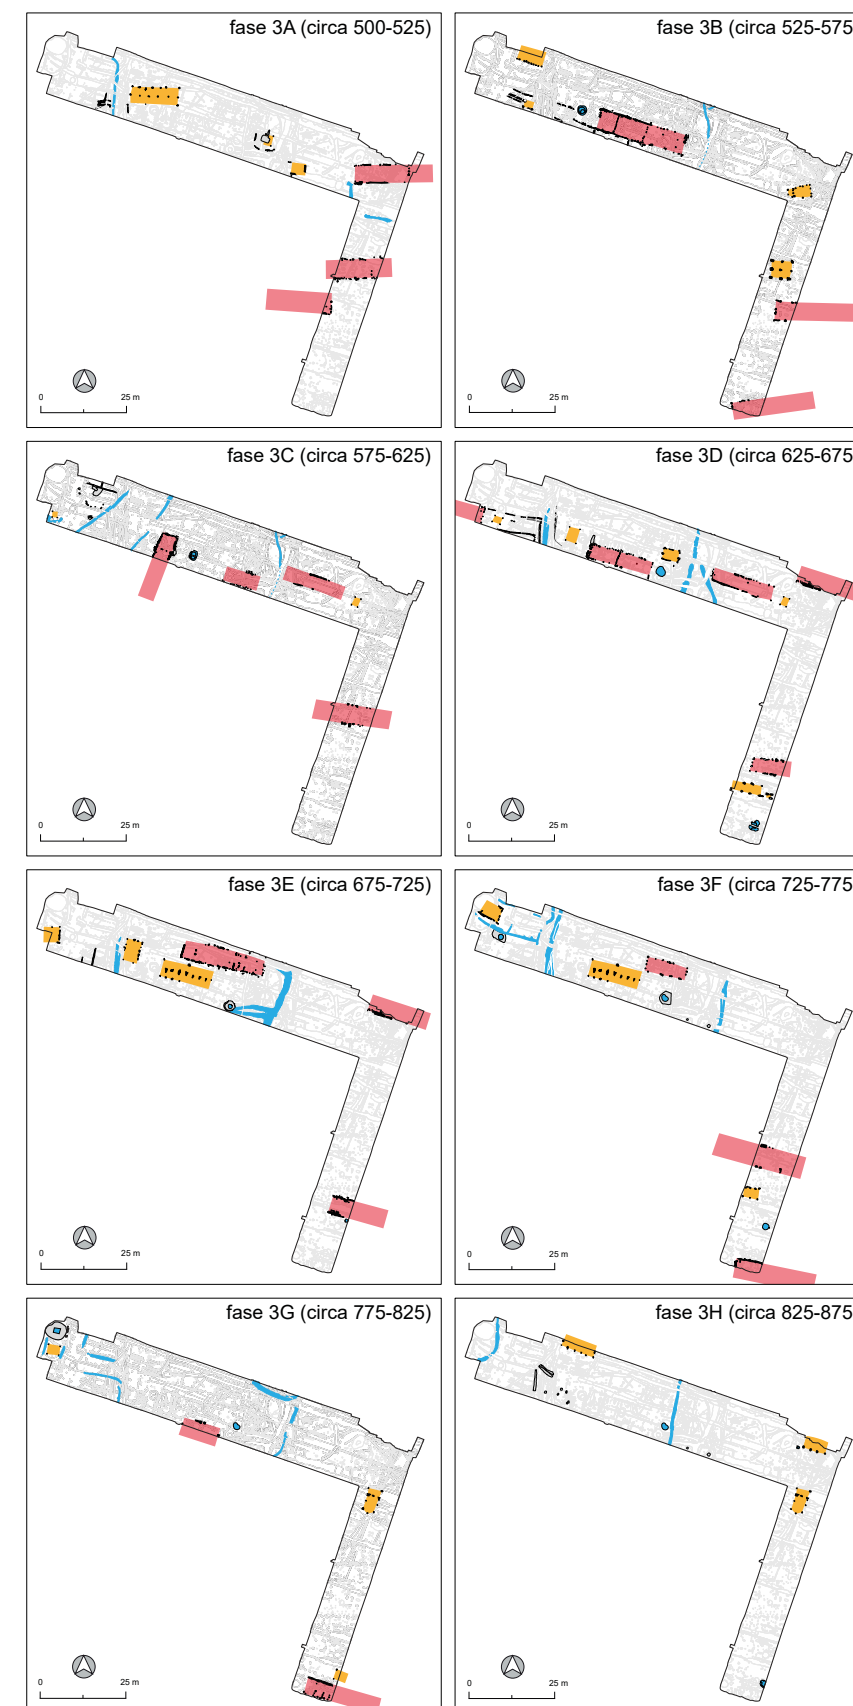 fase 3A (circa 500-525)
0 25 m
fase 3B (circa 525-575
0 25 m
fase 3C (circa 575-625)
0 25 m
fase 3D (circa 625-675
0 25 m
fase 3E (circa 675-725)
0 25 m
fase 3F (circa 725-775
0 25 m
fase 3G (circa 775-825)
0 25 m
fase 3H (circa 825-875
0 25 m